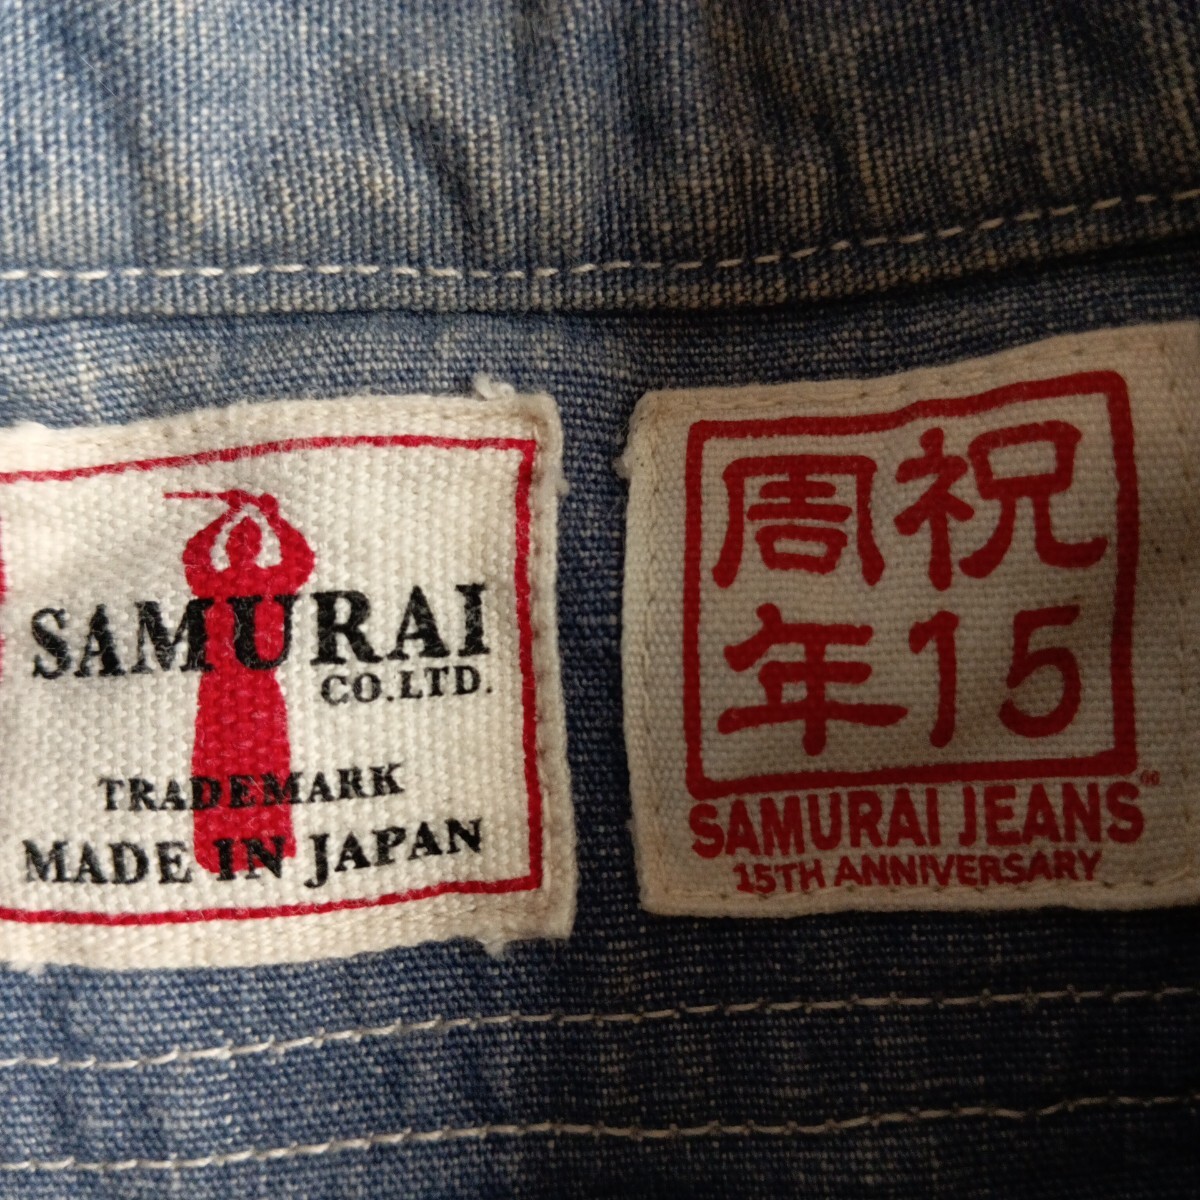 SAMURAI
CO.LTD.
TRADEMARK
MADE IN JAPAN
祝15
周年
SAMURAI JEANS
15TH ANNIVERSARY